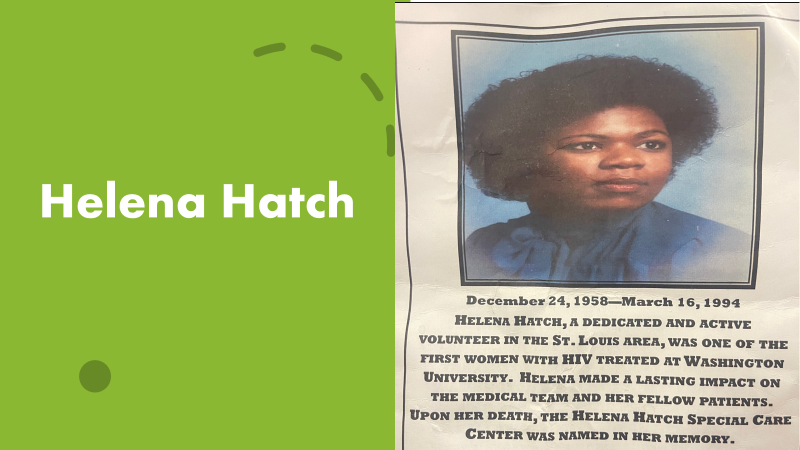 Helena Hatch
December 24, 1958—March 16, 1994
Helena Hatch, a dedicated and active
volunteer in the St. Louis area, was one of the
first women with HIV treated at Washington
University. Helena made a lasting impact on
the medical team and her fellow patients.
Upon her death, the Helena Hatch Special Care
Center was named in her memory.